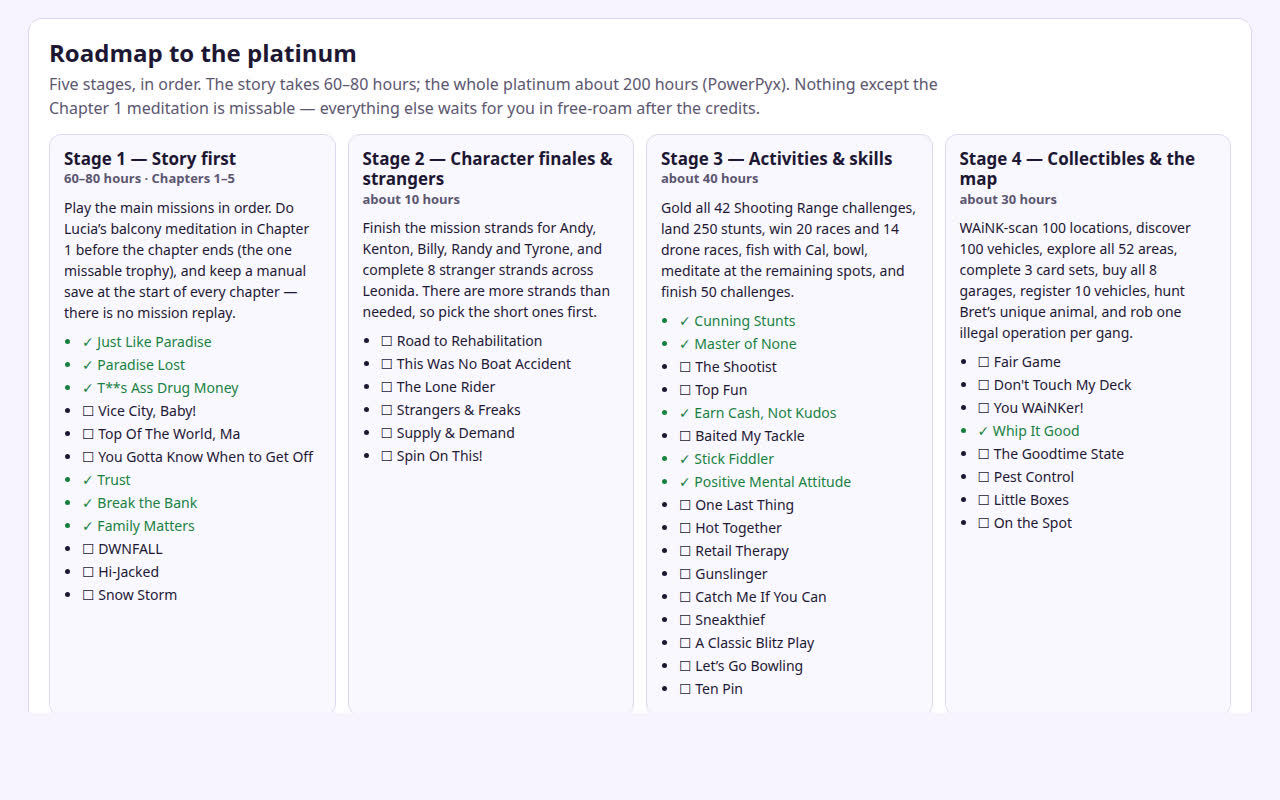 Roadmap to the platinum
Five stages, in order. The story takes 60–80 hours; the whole platinum about 200 hours (PowerPyx). Nothing except the
Chapter 1 meditation is missable — everything else waits for you in free-roam after the credits.
Stage 1 — Story first
60–80 hours · Chapters 1–5
Play the main missions in order. Do
Lucia’s balcony meditation in Chapter
1 before the chapter ends (the one
missable trophy), and keep a manual
save at the start of every chapter —
there is no mission replay.
• ✓ Just Like Paradise
• ✓ Paradise Lost
• ✓ T**s Ass Drug Money
• ☐ Vice City, Baby!
• ☐ Top Of The World, Ma
• ☐ You Gotta Know When to Get Off
• ✓ Trust
• ✓ Break the Bank
• ✓ Family Matters
• ☐ DWNFALL
• ☐ Hi-Jacked
• ☐ Snow Storm
Stage 2 — Character finales &
strangers
about 10 hours
Finish the mission strands for Andy,
Kenton, Billy, Randy and Tyrone, and
complete 8 stranger strands across
Leonida. There are more strands than
needed, so pick the short ones first.
• ☐ Road to Rehabilitation
• ☐ This Was No Boat Accident
• ☐ The Lone Rider
• ☐ Strangers & Freaks
• ☐ Supply & Demand
• ☐ Spin On This!
Stage 3 — Activities & skills
about 40 hours
Gold all 42 Shooting Range challenges,
land 250 stunts, win 20 races and 14
drone races, fish with Cal, bowl,
meditate at the remaining spots, and
finish 50 challenges.
• ✓ Cunning Stunts
• ✓ Master of None
• ☐ The Shootist
• ☐ Top Fun
• ✓ Earn Cash, Not Kudos
• ☐ Baited My Tackle
• ✓ Stick Fiddler
• ✓ Positive Mental Attitude
• ☐ One Last Thing
• ☐ Hot Together
• ☐ Retail Therapy
• ☐ Gunslinger
• ☐ Catch Me If You Can
• ☐ Sneakthief
• ☐ A Classic Blitz Play
• ☐ Let’s Go Bowling
• ☐ Ten Pin
Stage 4 — Collectibles & the
map
about 30 hours
WAiNK-scan 100 locations, discover
100 vehicles, explore all 52 areas,
complete 3 card sets, buy all 8
garages, register 10 vehicles, hunt
Bret’s unique animal, and rob one
illegal operation per gang.
• ☐ Fair Game
• ☐ Don't Touch My Deck
• ☐ You WAiNKer!
• ✓ Whip It Good
• ☐ The Goodtime State
• ☐ Pest Control
• ☐ Little Boxes
• ☐ On the Spot